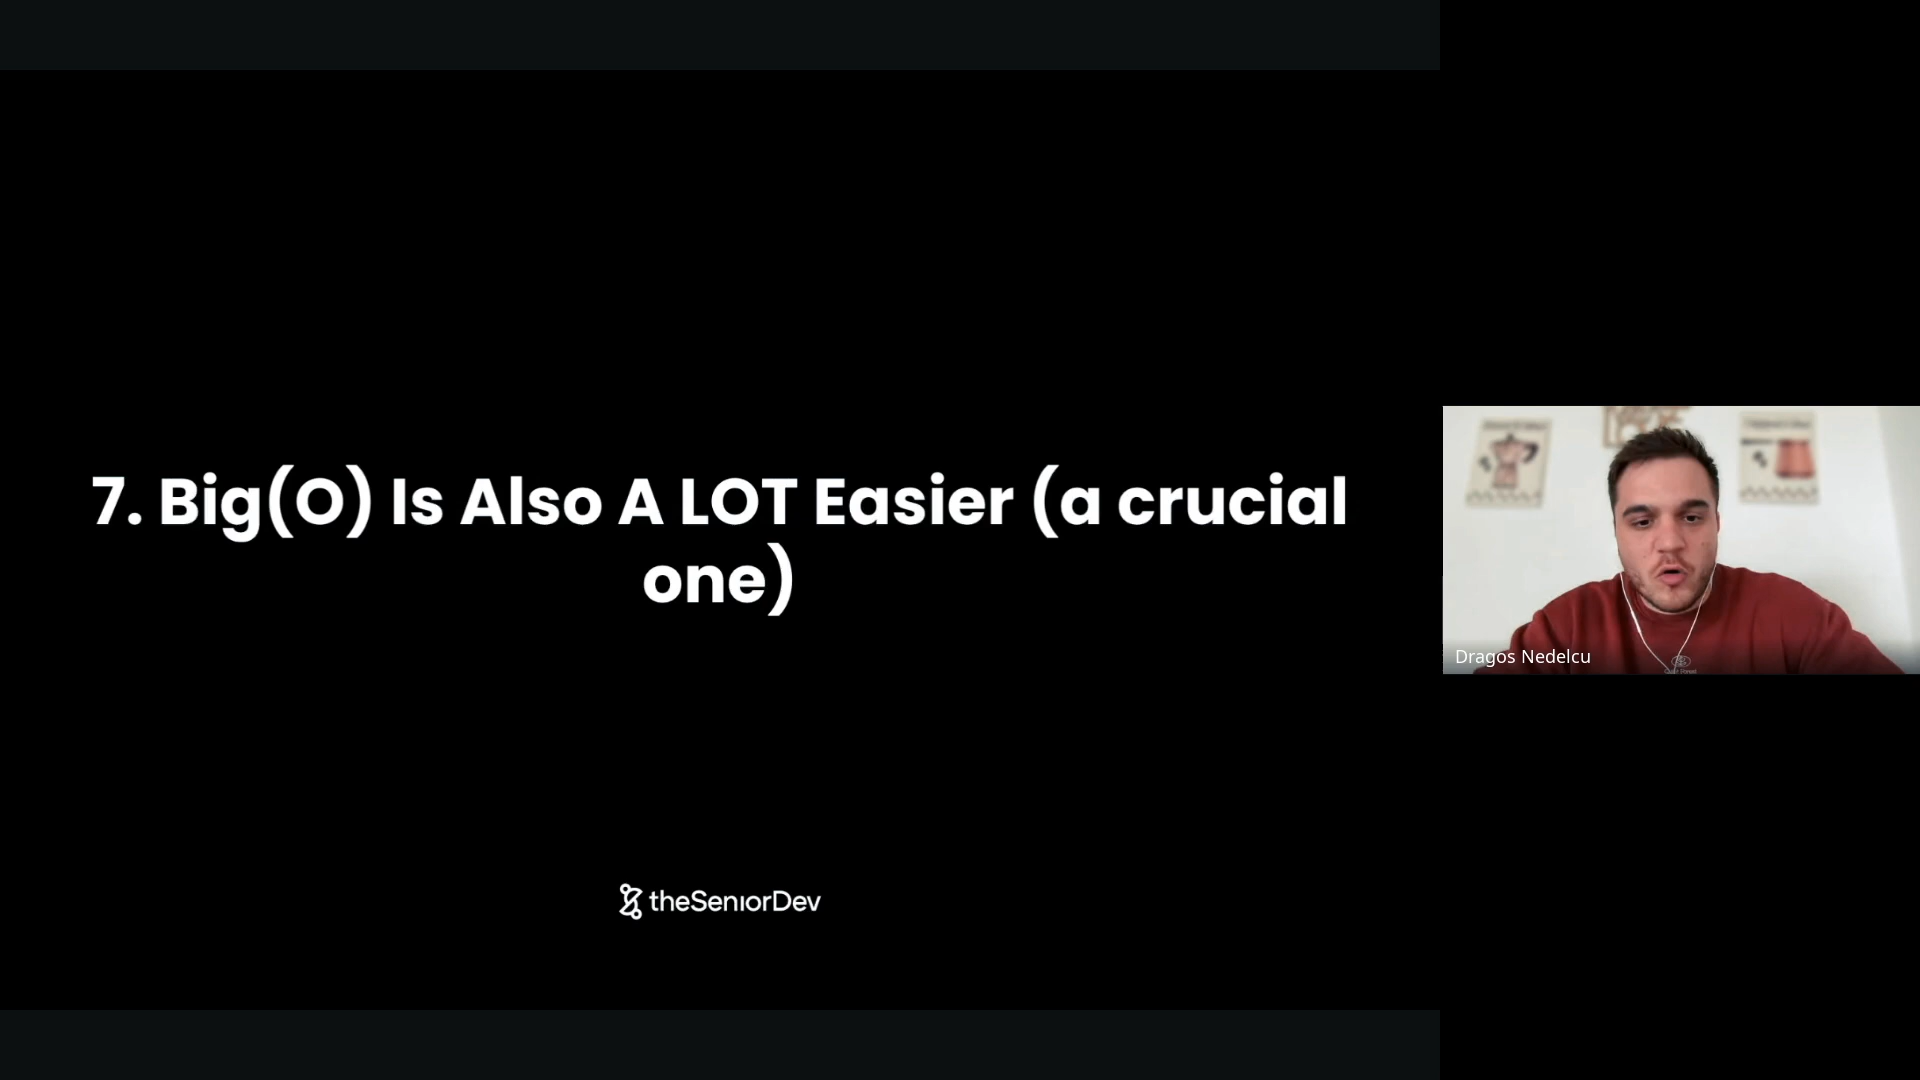 7. Big(O) Is Also A LOT Easier (a crucial
one)
theSeniorDev
Dragos Nedelcu